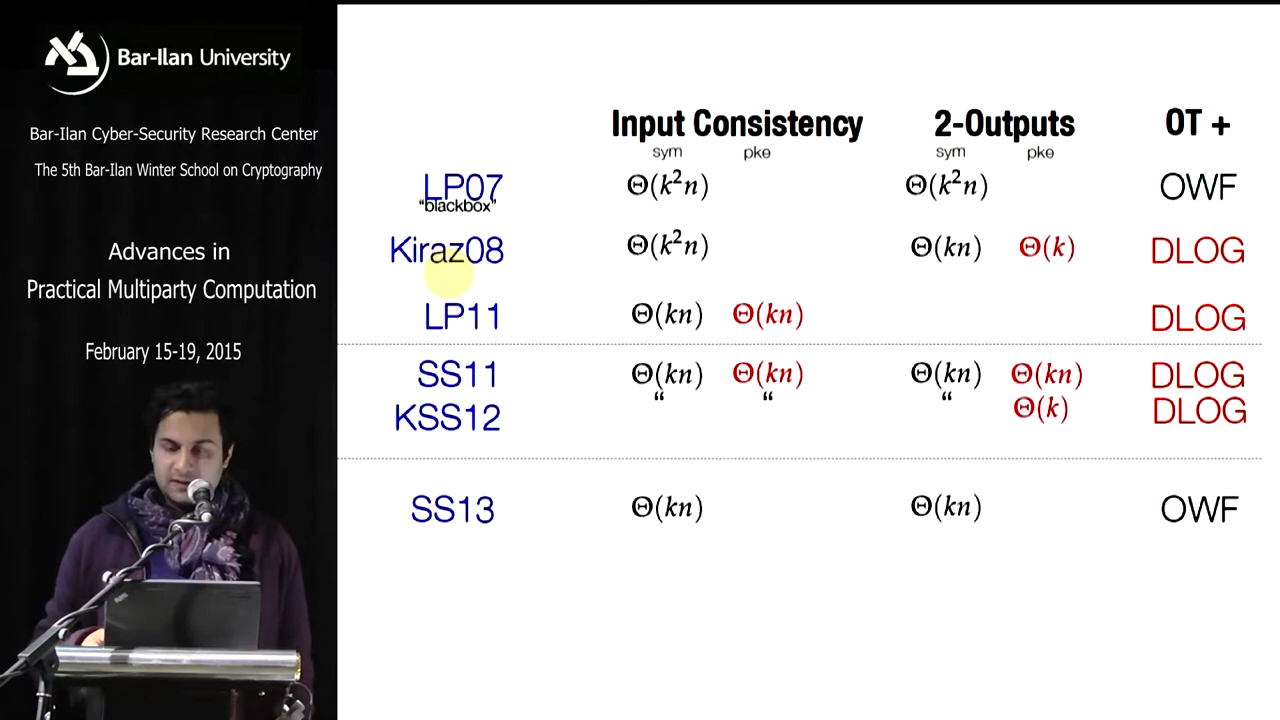 Bar-Ilan University
Bar-Ilan Cyber-Security Research Center
The 5th Bar-Ilan Winter School on Cryptography
Advances in
Practical Multiparty Computation
February 15-19, 2015
Input Consistency 2-Outputs OT +
sym pke sym pke
LP07 Θ(k²n) Θ(k²n) OWF
"blackbox"
Kiraz08 Θ(k²n) Θ(kn) Θ(k) DLOG
LP11 Θ(kn) Θ(kn) DLOG
SS11 Θ(kn) Θ(kn) Θ(kn) Θ(kn) DLOG
KSS12 “ “ “ Θ(k) DLOG
SS13 Θ(kn) Θ(kn) OWF